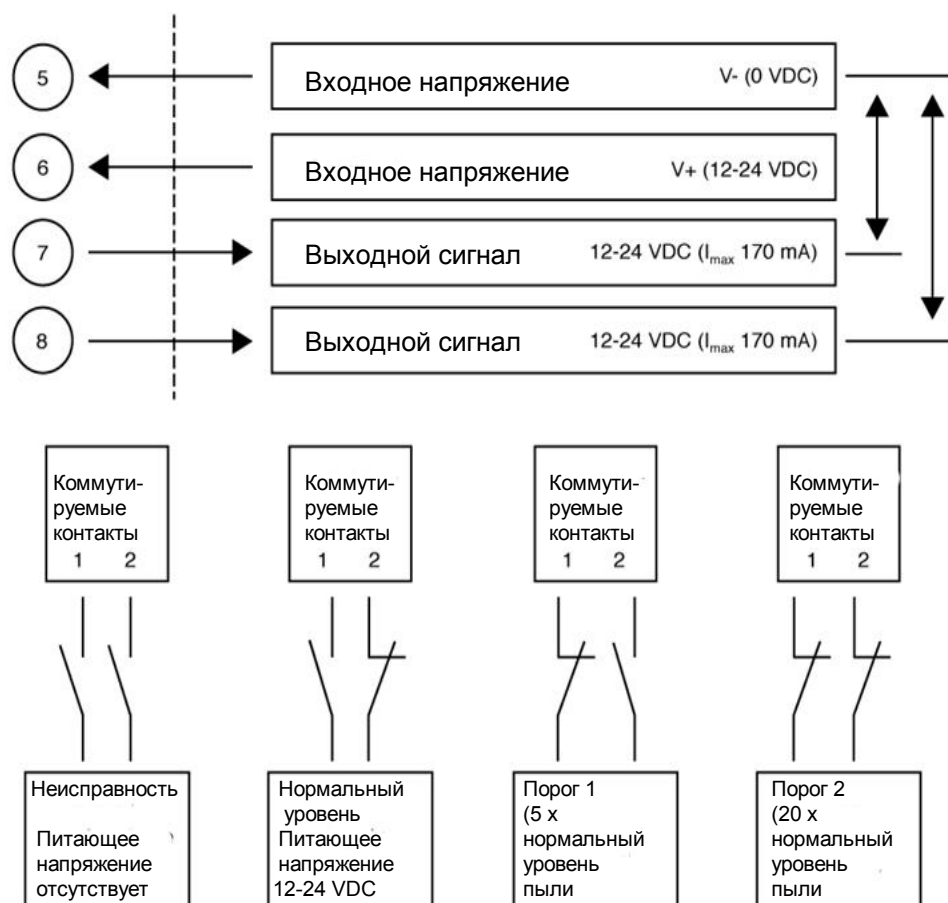 5
Входное напряжение V- (0 VDC)
6
Входное напряжение V+ (12-24 VDC)
7
Выходной сигнал 12-24 VDC (Imax 170 mA)
8
Выходной сигнал 12-24 VDC (Imax 170 mA)
Коммути-
руемые
контакты
1 2
Коммути-
руемые
контакты
1 2
Коммути-
руемые
контакты
1 2
Коммути-
руемые
контакты
1 2
Неисправность
Питающее
напряжение
отсутствует
Нормальный
уровень
Питающее
напряжение
12-24 VDC
Порог 1
(5 x
нормальный
уровень
пыли
Порог 2
(20 x
нормальный
уровень
пыли